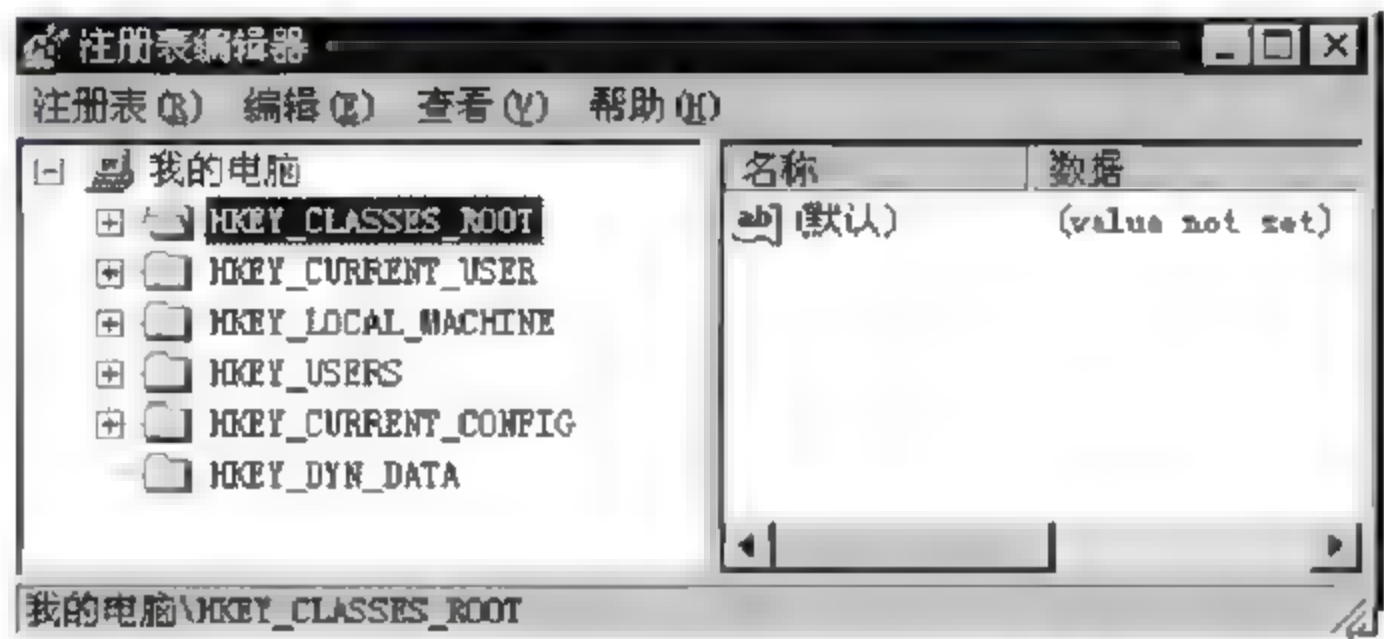 注册表编辑器
注册表(R) 编辑(E) 查看(V) 帮助(H)
我的电脑
HKEY_CLASSES_ROOT
HKEY_CURRENT_USER
HKEY_LOCAL_MACHINE
HKEY_USERS
HKEY_CURRENT_CONFIG
HKEY_DYN_DATA
名称 数据
ab (默认) (value not set)
我的电脑\HKEY_CLASSES_ROOT